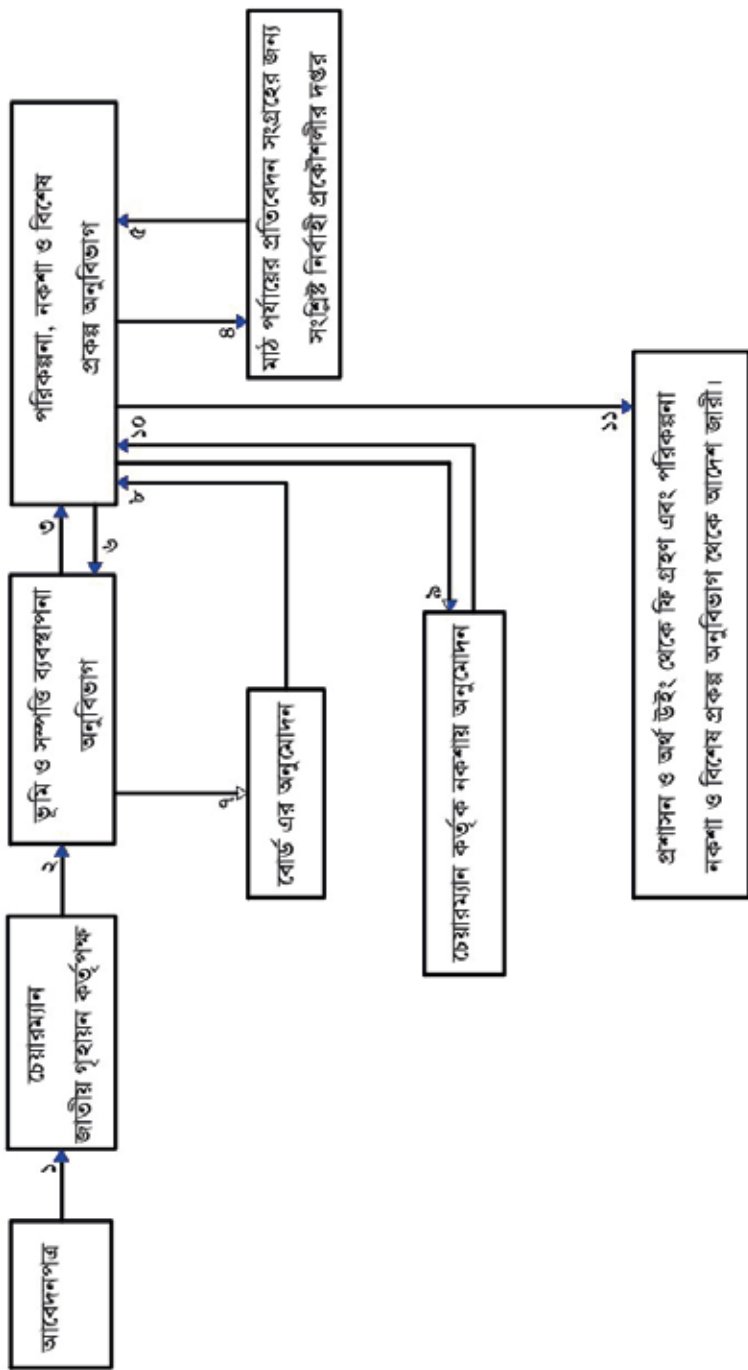 আবেদনপত্র
১
চেয়ারম্যান
জাতীয় গৃহায়ন কর্তৃপক্ষ
২
ভূমি ও সম্পত্তি ব্যবস্থাপনা
অনুবিভাগ
৩
৬
পরিকল্পনা, নকশা ও বিশেষ
প্রকল্প অনুবিভাগ
৭
৮
৯
১০
৪
৫
বোর্ড এর অনুমোদন
মাঠ পর্যায়ের প্রতিবেদন সংগ্রহের জন্য
সংশ্লিষ্ট নির্বাহী প্রকৌশলীর দপ্তর
চেয়ারম্যান কর্তৃক নকশায় অনুমোদন
১১
প্রশাসন ও অর্থ উইং থেকে ফি গ্রহণ এবং পরিকল্পনা
নকশা ও বিশেষ প্রকল্প অনুবিভাগ থেকে আদেশ জারী।